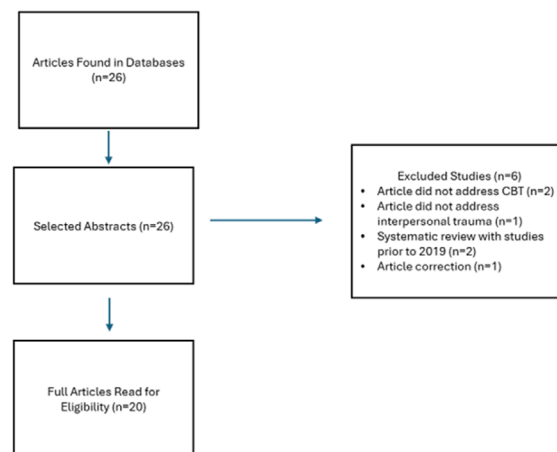 Articles Found in Databases
(n=26)
Selected Abstracts (n=26)
Excluded Studies (n=6)
• Article did not address CBT (n=2)
• Article did not address
interpersonal trauma (n=1)
• Systematic review with studies
prior to 2019 (n=2)
• Article correction (n=1)
Full Articles Read for
Eligibility (n=20)